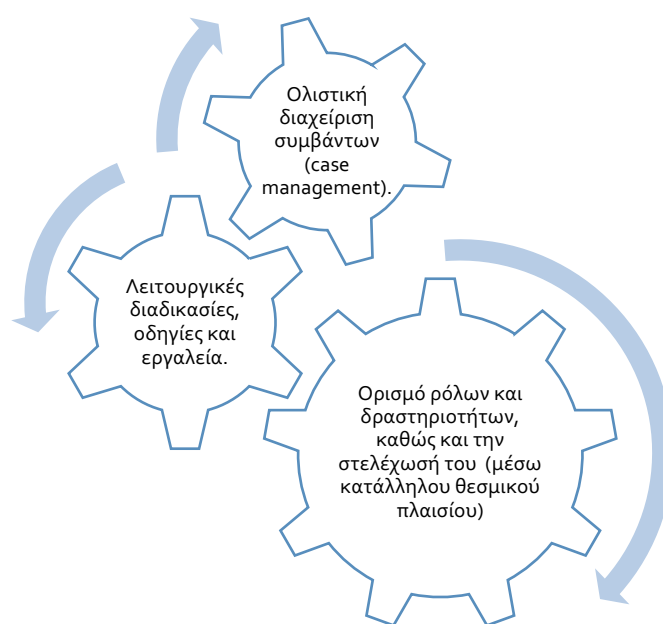 Ολιστική
διαχείριση
συμβάντων
(case
management).
Λειτουργικές
διαδικασίες,
οδηγίες και
εργαλεία.
Ορισμό ρόλων και
δραστηριοτήτων,
καθώς και την
στελέχωσή του (μέσω
κατάλληλου θεσμικού
πλαισίου)